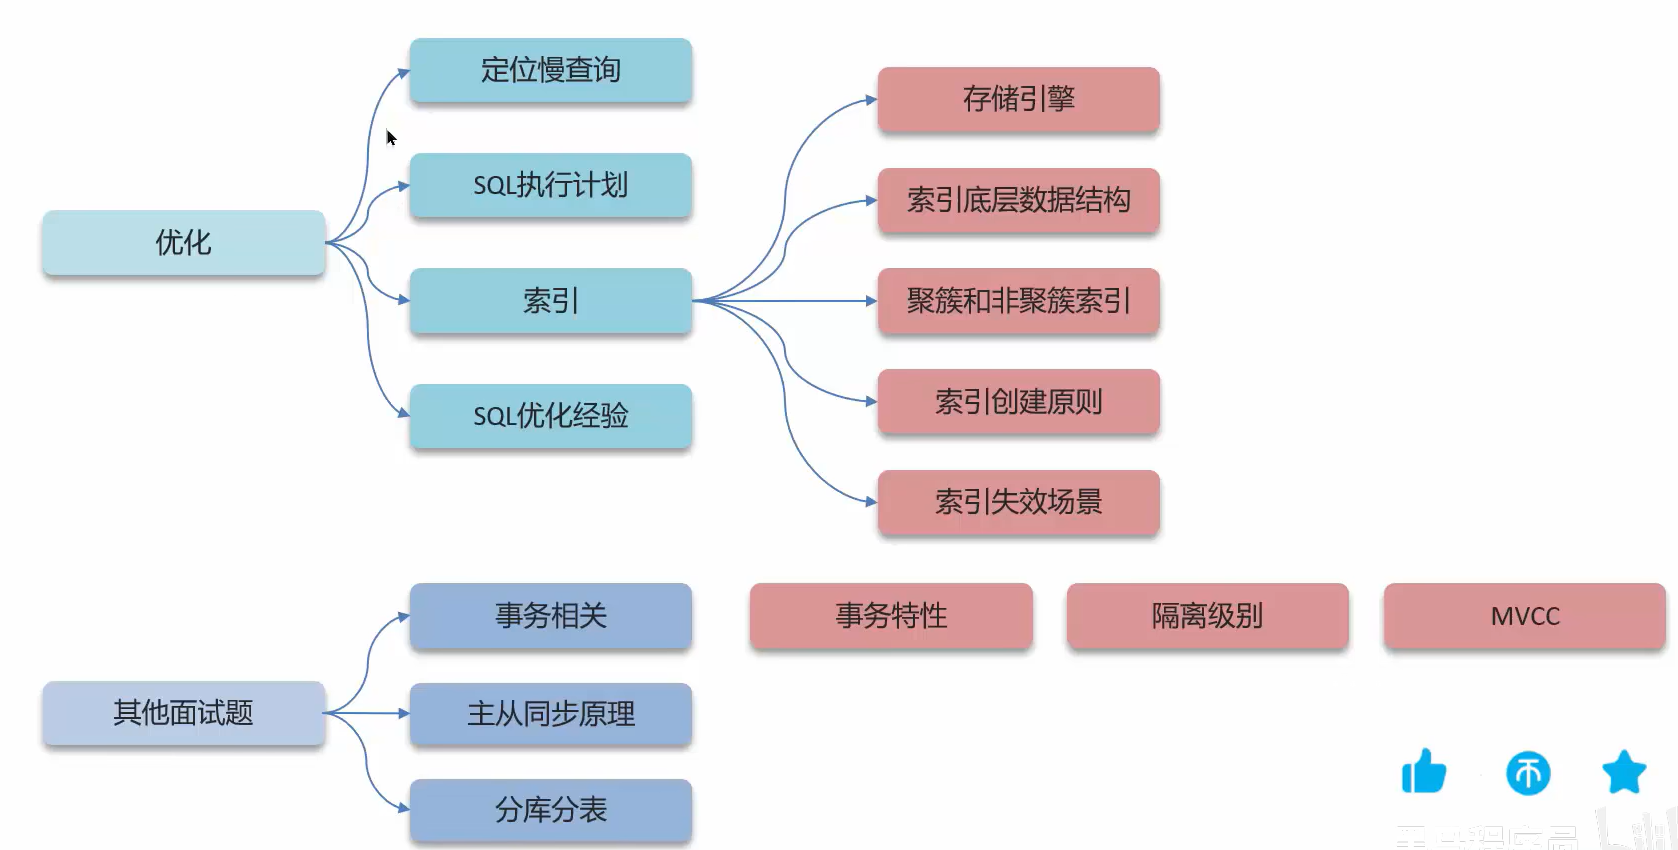 定位慢查询
存储引擎
SQL执行计划
索引底层数据结构
优化
索引
聚簇和非聚簇索引
索引创建原则
SQL优化经验
索引失效场景
事务相关
事务特性
隔离级别
MVCC
其他面试题
主从同步原理
分库分表